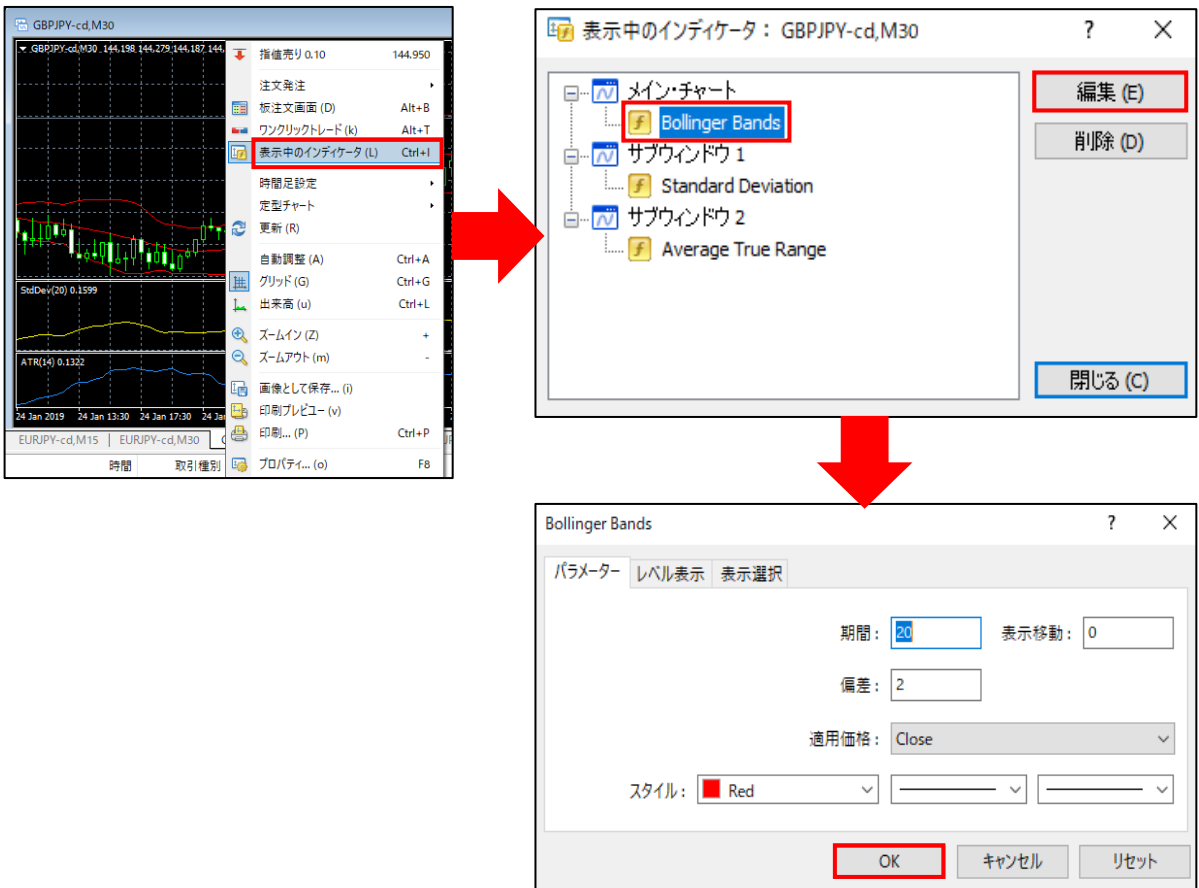 GBPJPY-cd,M30
GBPJPY-cd,M30 144.198 144.279 144.187 144.
指値売り 0.10 144.950
注文発注
板注文画面 (D) Alt+B
ワンクリックトレード (k) Alt+T
表示中のインディケータ (L) Ctrl+I
時間足設定
定型チャート
更新 (R)
自動調整 (A) Ctrl+A
グリッド (G) Ctrl+G
出来高 (u) Ctrl+L
ズームイン (Z) +
ズームアウト (m) -
画像として保存... (i)
印刷プレビュー (v)
印刷... (P) Ctrl+P
プロパティ... (o) F8
StdDev(20) 0.1599
ATR(14) 0.1322
24 Jan 2019 24 Jan 13:30 24 Jan 17:30 24 Ja
EURJPY-cd,M15 EURJPY-cd,M30
時間 取引種別
表示中のインディケータ： GBPJPY-cd,M30 ?
メイン・チャート
Bollinger Bands
サブウィンドウ 1
Standard Deviation
サブウィンドウ 2
Average True Range
編集 (E)
削除 (D)
閉じる (C)
Bollinger Bands ?
パラメーター レベル表示 表示選択
期間： 20 表示移動： 0
偏差： 2
適用価格： Close
スタイル： Red
OK キャンセル リセット